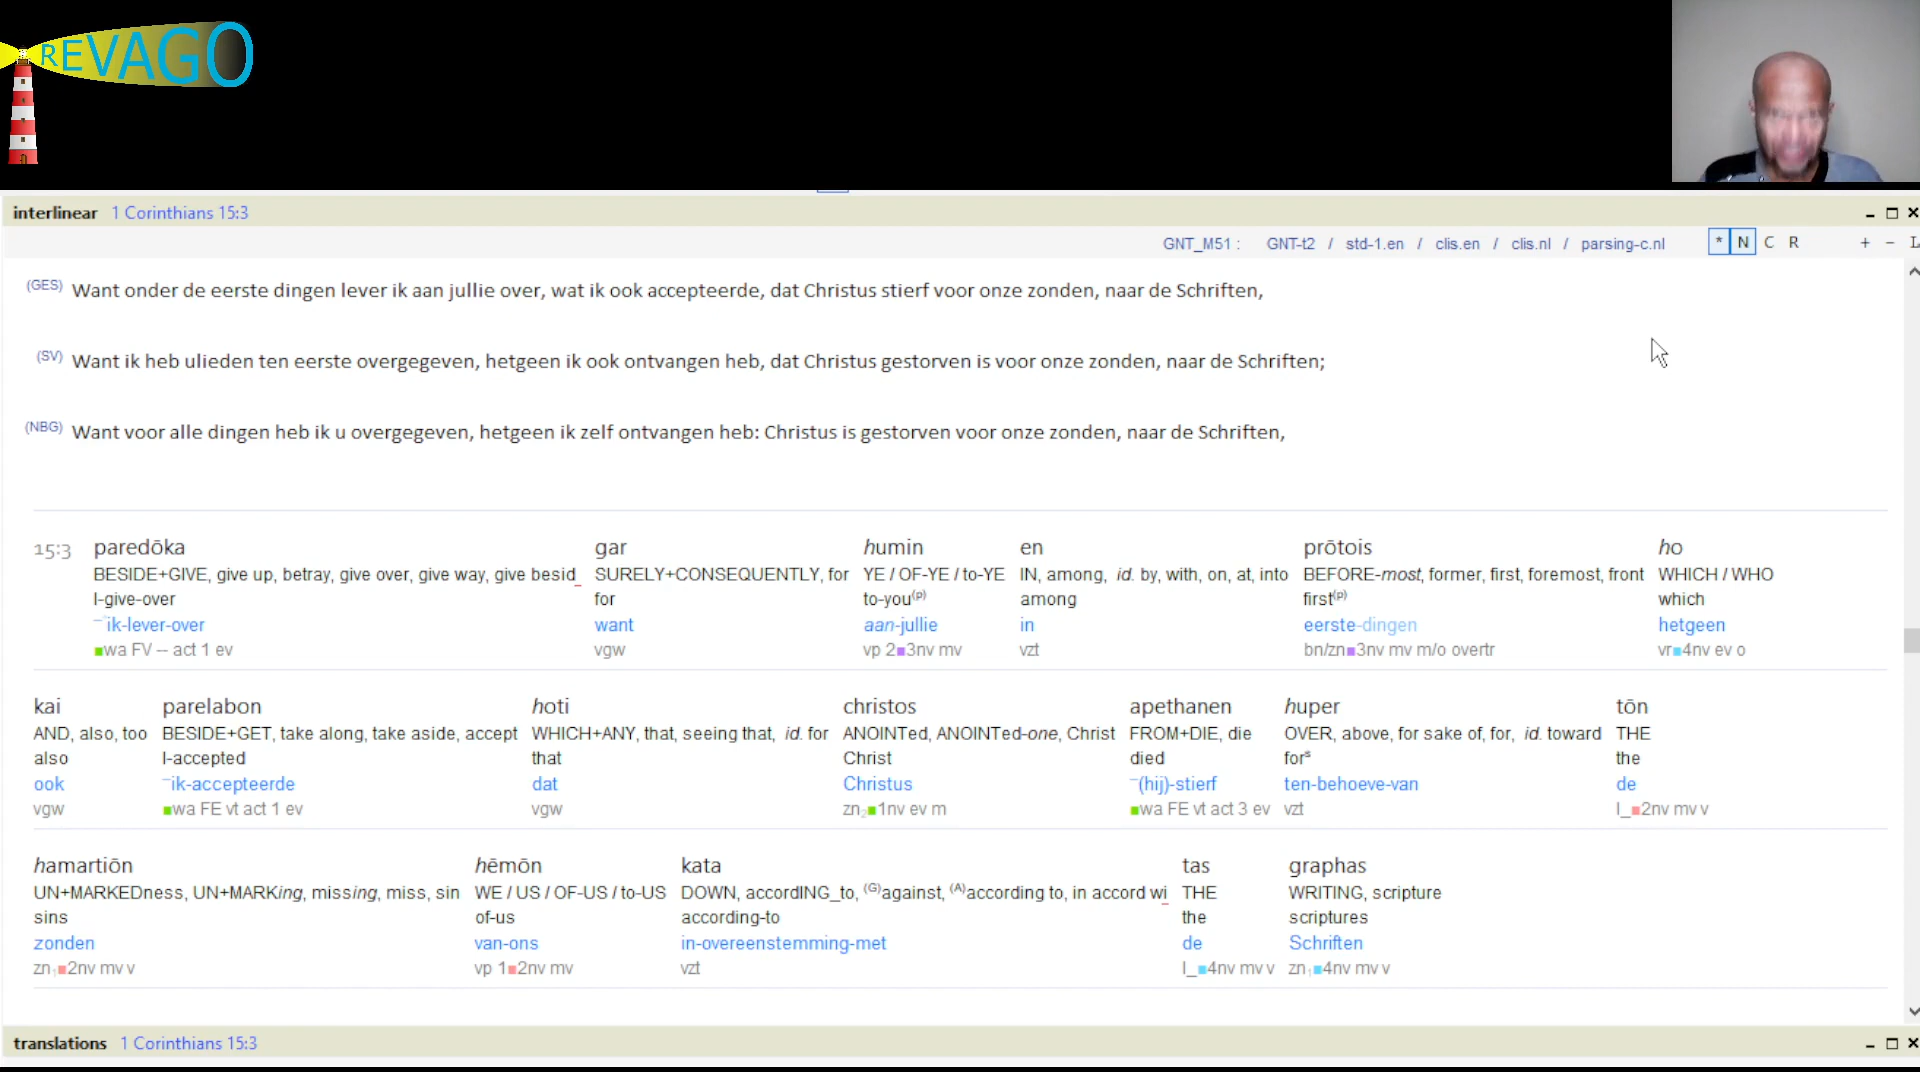 REVAGO
interlinear 1 Corinthians 15:3
GNT_M51 : GNT-t2 / std-1.en / clis.en / clis.nl / parsing-c.nl * N C R + − L
(GES) Want onder de eerste dingen lever ik aan jullie over, wat ik ook accepteerde, dat Christus stierf voor onze zonden, naar de Schriften,
(SV) Want ik heb ulieden ten eerste overgegeven, hetgeen ik ook ontvangen heb, dat Christus gestorven is voor onze zonden, naar de Schriften;
(NBG) Want voor alle dingen heb ik u overgegeven, hetgeen ik zelf ontvangen heb: Christus is gestorven voor onze zonden, naar de Schriften,
15:3 paredōka gar humin en prōtois ho
BESIDE+GIVE, give up, betray, give over, give way, give besid_ SURELY+CONSEQUENTLY, for YE / OF-YE / to-YE IN, among, id. by, with, on, at, into BEFORE-most, former, first, foremost, front WHICH / WHO
I-give-over for to-you(p) among first(p) which
¯ˉik-lever-over want aan-jullie in eerste-dingen hetgeen
wa FV -- act 1 ev vgw vp 2■3nv mv vzt bn/zn■3nv mv m/o overtr vr■4nv ev o
kai parelabon hoti christos apethanen huper tōn
AND, also, too BESIDE+GET, take along, take aside, accept WHICH+ANY, that, seeing that, id. for ANOINTed, ANOINTed-one, Christ FROM+DIE, die OVER, above, for sake of, for, id. toward THE
also I-accepted that Christ died forˢ the
ook ¯ik-accepteerde dat Christus ¯(hij)-stierf ten-behoeve-van de
vgw ■wa FE vt act 1 ev vgw zn₂■1nv ev m ■wa FE vt act 3 ev vzt l_■2nv mv v
hamartiōn hēmōn kata tas graphas
UN+MARKEDness, UN+MARKing, missing, miss, sin WE / US / OF-US / to-US DOWN, accordING_to, (G)against, (A)according to, in accord wi THE WRITING, scripture
sins of-us according-to the scriptures
zonden van-ons in-overeenstemming-met de Schriften
zn₁■2nv mv v vp 1■2nv mv vzt l_■4nv mv v zn₁■4nv mv v
translations 1 Corinthians 15:3